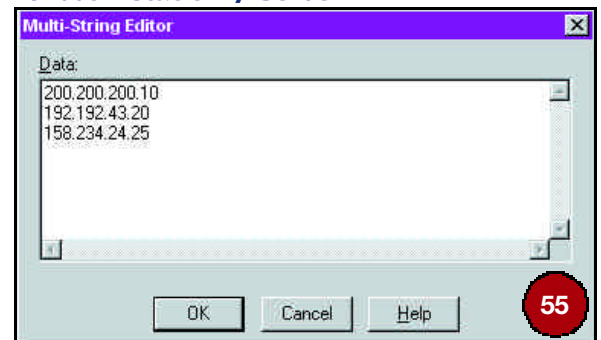 Multi-String Editor
Data:
200.200.200.10
192.192.43.20
158.234.24.25
OK Cancel Help
55